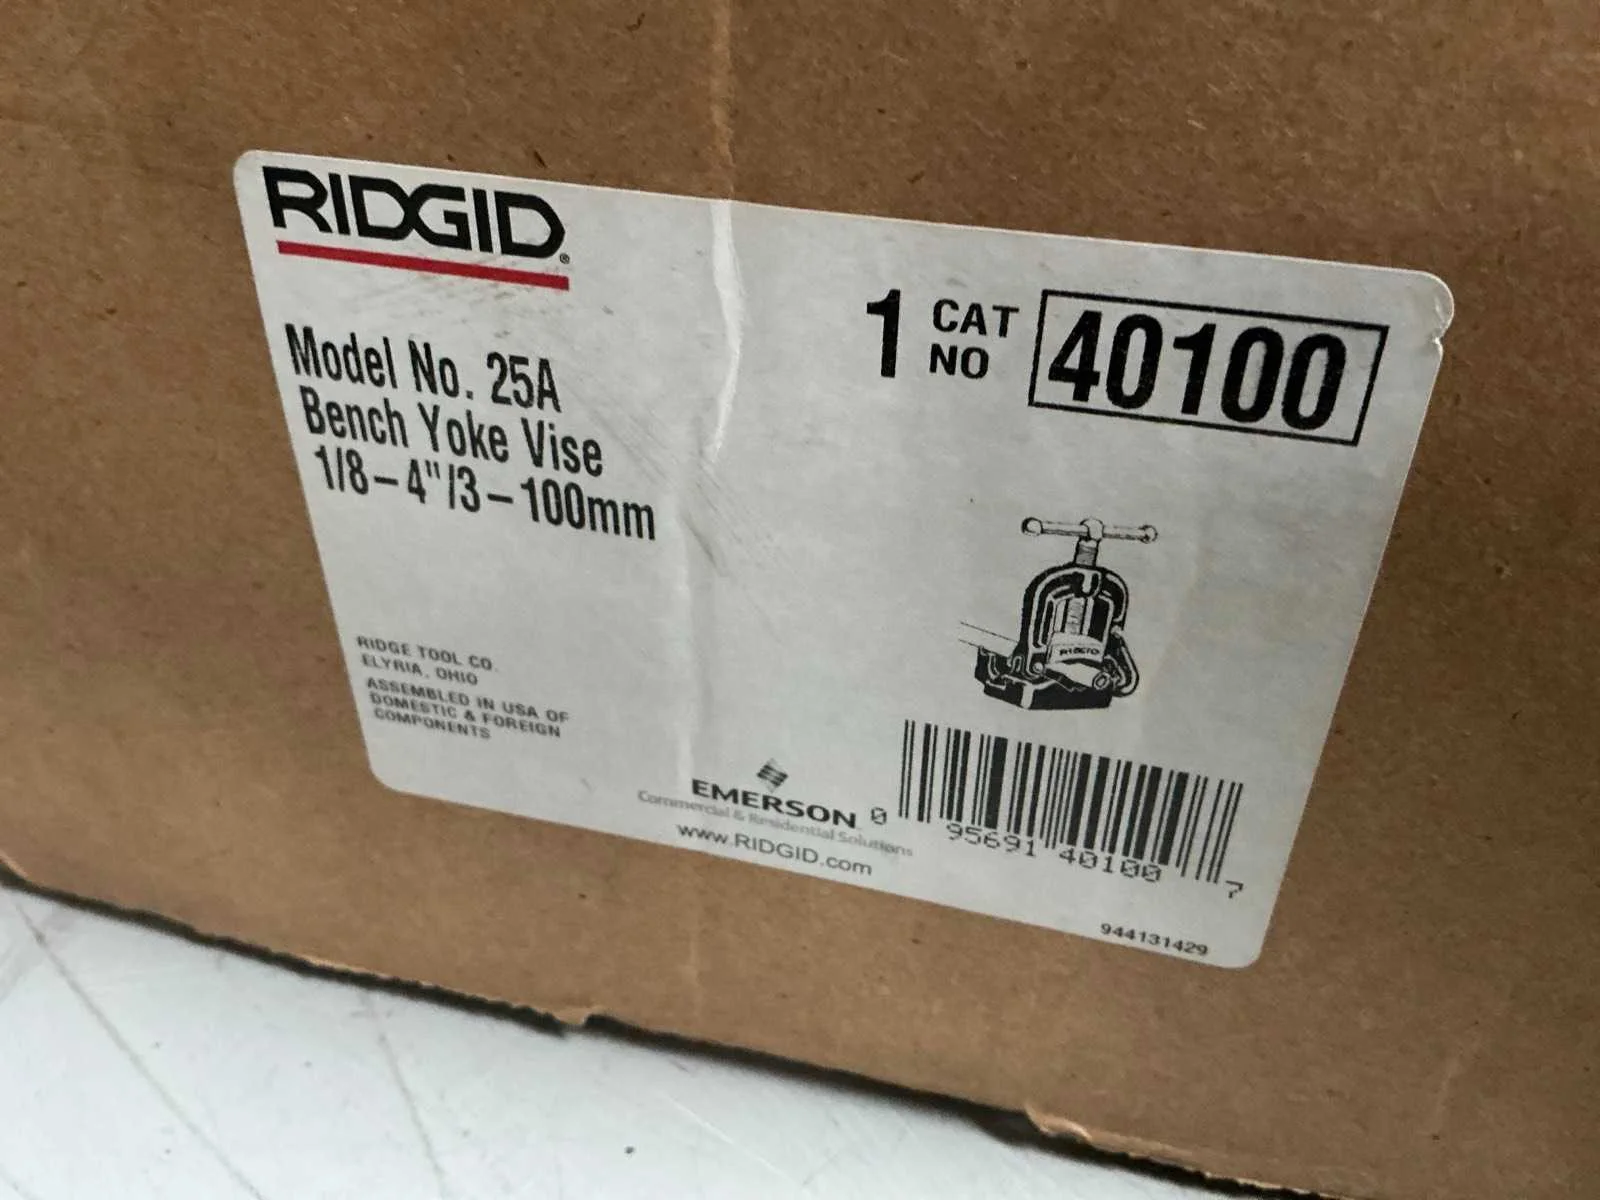 RIDGID®
Model No. 25A
Bench Yoke Vise
1/8 – 4"/3 – 100mm
1 CAT NO 40100
RIDGE TOOL CO.
ELYRIA, OHIO
ASSEMBLED IN USA OF
DOMESTIC & FOREIGN
COMPONENTS
RIDGID
EMERSON
Commercial & Residential Solutions
www.RIDGID.com
0 95691 40100 7
944131429